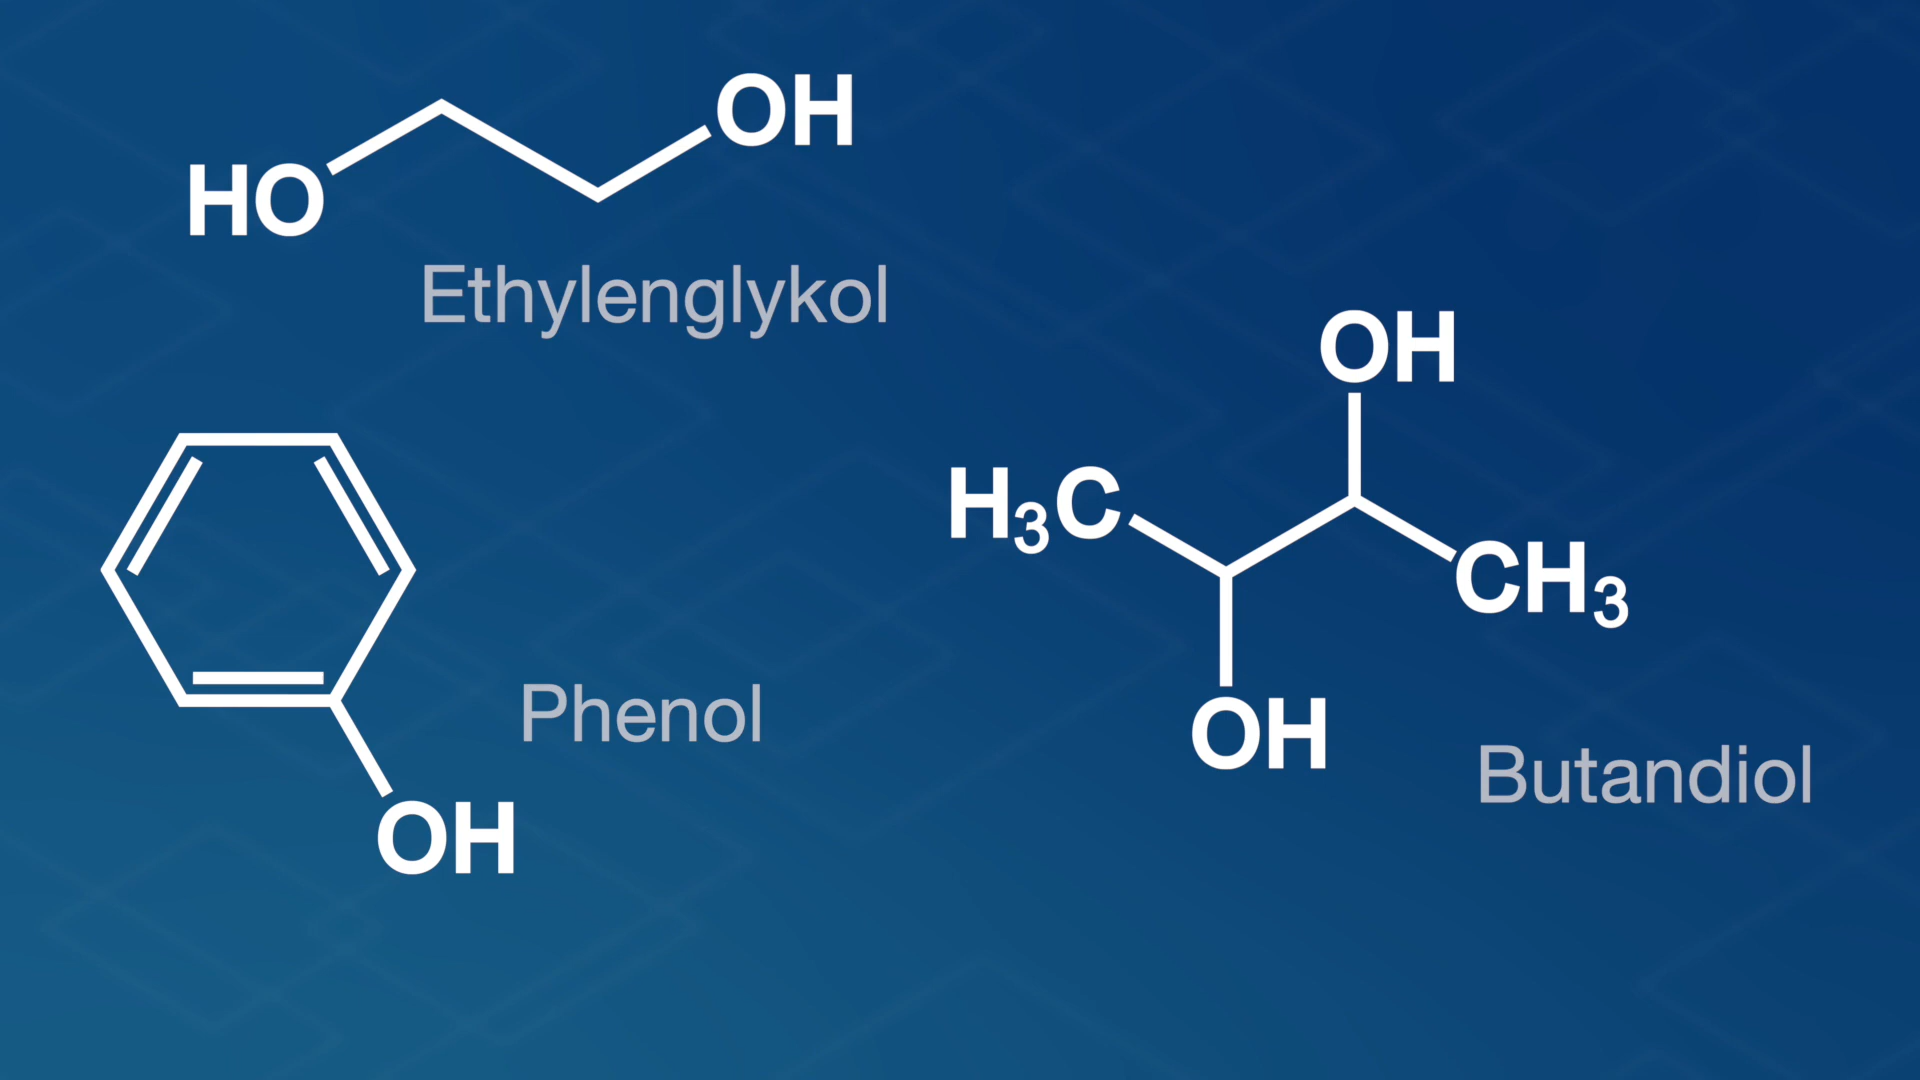 HO
OH
Ethylenglykol
OH
Phenol
OH
H₃C
CH₃
OH
Butandiol